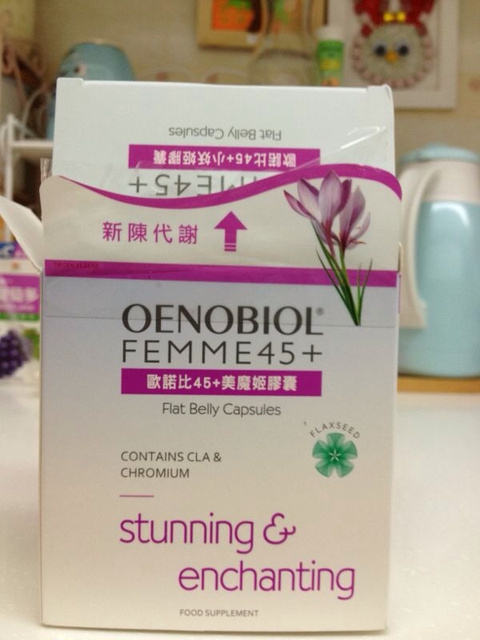 Flat Belly Capsules
歐諾比45+小妖姬膠囊
新陳代謝
OENOBIOL®
FEMME45+
歐諾比45+美魔姬膠囊
Flat Belly Capsules
FLAXSEED
CONTAINS CLA &
CHROMIUM
stunning &
enchanting
FOOD SUPPLEMENT